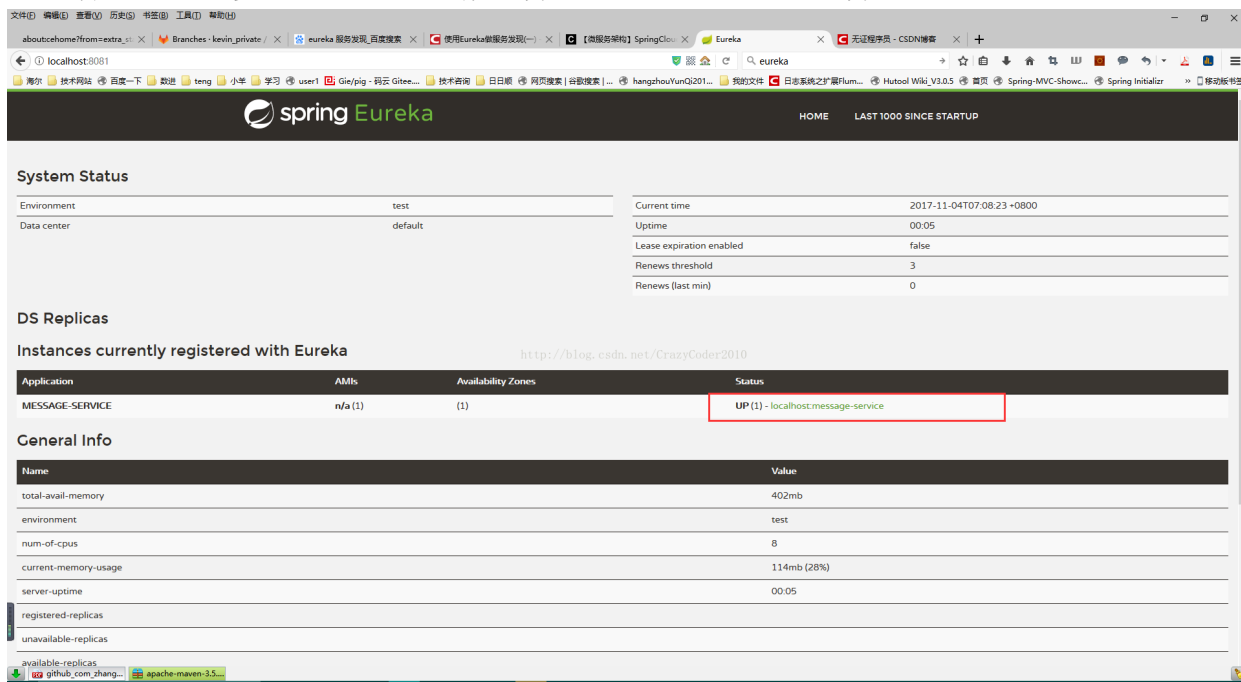 文件(F) 编辑(E) 查看(V) 历史(S) 书签(B) 工具(T) 帮助(H)
about:cehome?from=extra_st Branches · kevin_private / eureka 服务发现_百度搜索 使用Eureka做服务发现(一) 【微服务架构】SpringClou Eureka 无证程序员 - CSDN博客
localhost:8081 eureka
海尔 技术网站 百度一下 数进 teng 小羊 学习 user1 Gie/pig - 码云 Gitee.... 技术咨询 日日顺 网页搜索|谷歌搜索|... hangzhouYunQi201... 我的文件 日志系统之扩展Flum... Hutool Wiki_V3.0.5 首页 Spring-MVC-Showc... Spring Initializr » 移动版书签
spring Eureka HOME LAST 1000 SINCE STARTUP
System Status
Environment test Current time 2017-11-04T07:08:23 +0800
Data center default Uptime 00:05
Lease expiration enabled false
Renews threshold 3
Renews (last min) 0
DS Replicas
Instances currently registered with Eureka
http://blog.csdn.net/CrazyCoder2010
Application AMIs Availability Zones Status
MESSAGE-SERVICE n/a (1) (1) UP (1) - localhost:message-service
General Info
Name Value
total-avail-memory 402mb
environment test
num-of-cpus 8
current-memory-usage 114mb (28%)
server-uptime 00:05
registered-replicas
unavailable-replicas
available-replicas
github_com_zhang... apache-maven-3.5....